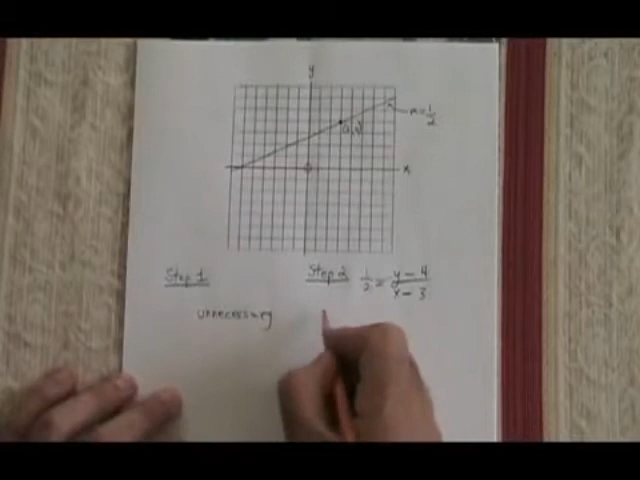 y
m=1/2
(3,4)
x
Step 1
Step 2 1/2 = y-4/x-3
unnecessary